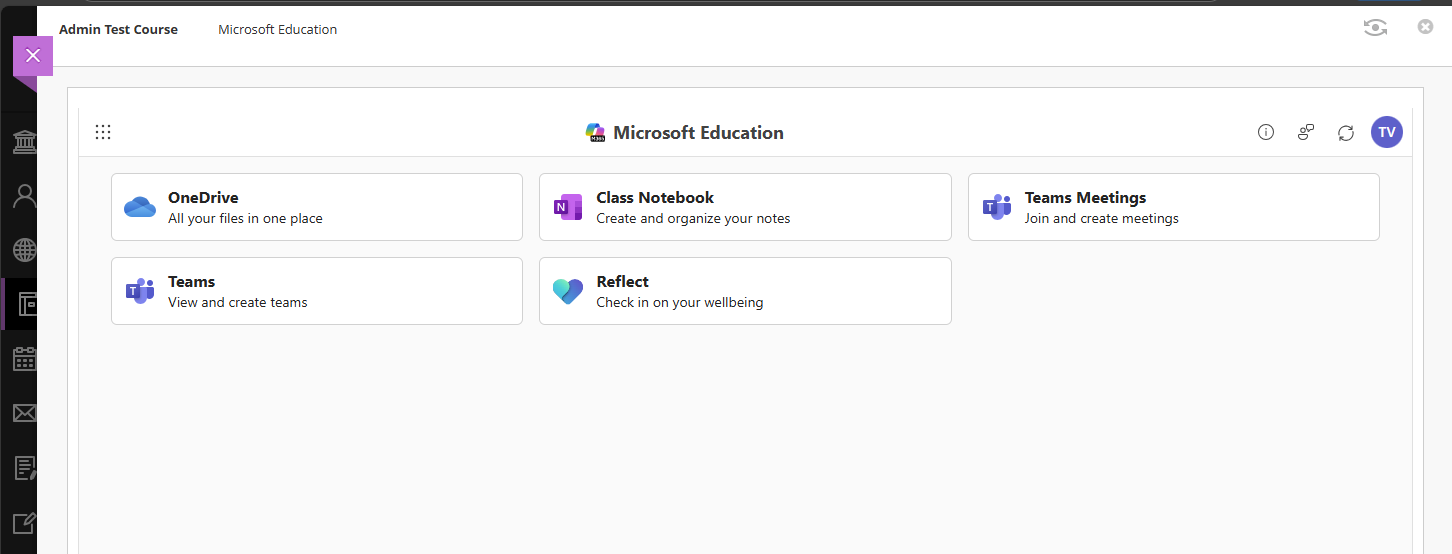 Admin Test Course Microsoft Education
Microsoft Education
M365
TV
OneDrive
All your files in one place
Class Notebook
Create and organize your notes
Teams Meetings
Join and create meetings
Teams
View and create teams
Reflect
Check in on your wellbeing